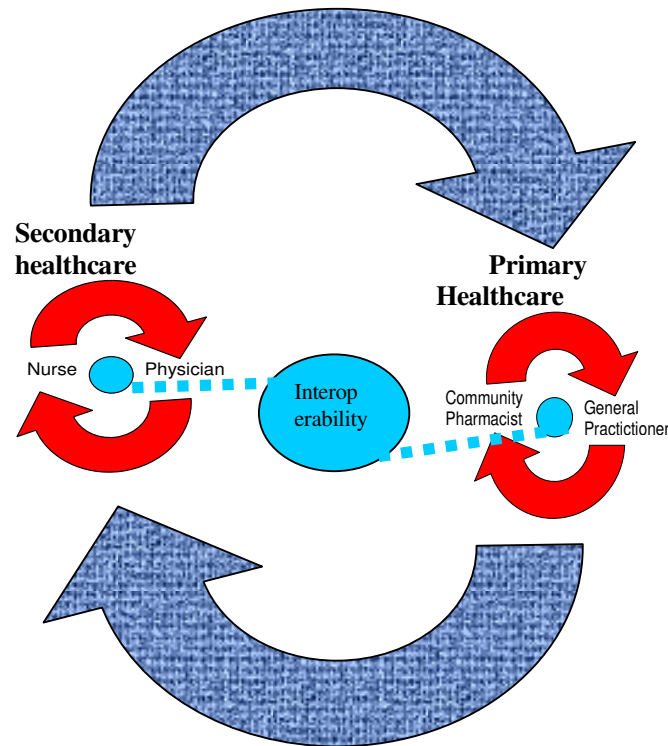 Secondary
healthcare
Primary
Healthcare
Nurse
Physician
Interop
erability
Community
Pharmacist
General
Practictioner